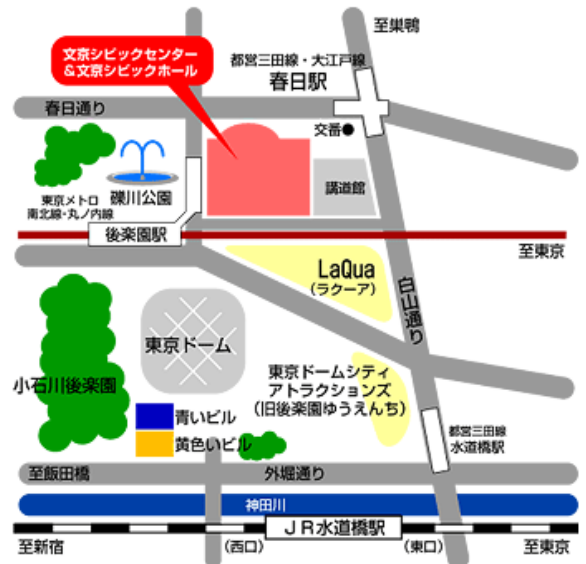 至巣鴨
文京シビックセンター
&文京シビックホール
都営三田線・大江戸線
春日駅
春日通り
交番●
講道館
東京メトロ
南北線・丸ノ内線
礫川公園
後楽園駅
至東京
LaQua
(ラクーア)
白山通り
東京ドーム
小石川後楽園
東京ドームシティ
アトラクションズ
(旧後楽園ゆうえんち)
青いビル
黄色いビル
都営三田線
水道橋駅
至飯田橋
外堀通り
神田川
JR水道橋駅
至新宿
(西口)
(東口)
至東京